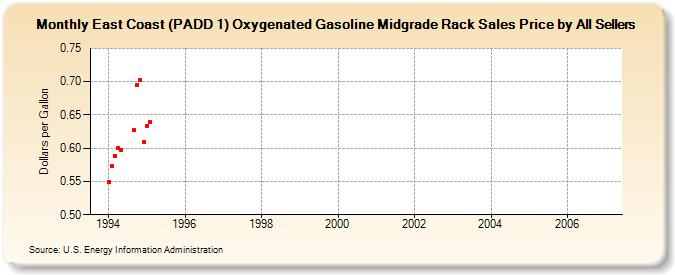 Monthly East Coast (PADD 1) Oxygenated Gasoline Midgrade Rack Sales Price by All Sellers
Dollars per Gallon
0.75
0.70
0.65
0.60
0.55
0.50
1994 1996 1998 2000 2002 2004 2006
Source: U.S. Energy Information Administration